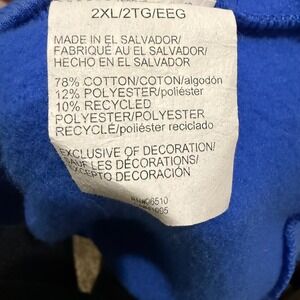 2XL/2TG/EEG
MADE IN EL SALVADOR/
FABRIQUÉ AU EL SALVADOR/
HECHO EN EL SALVADOR
78% COTTON/COTON/algodón
12% POLYESTER/poliéster
10% RECYCLED
POLYESTER/POLYESTER
RECYCLÉ/poliéster reciclado
EXCLUSIVE OF DECORATION/
SAUF LES DÉCORATIONS/
EXCEPTO DECORACIÓN